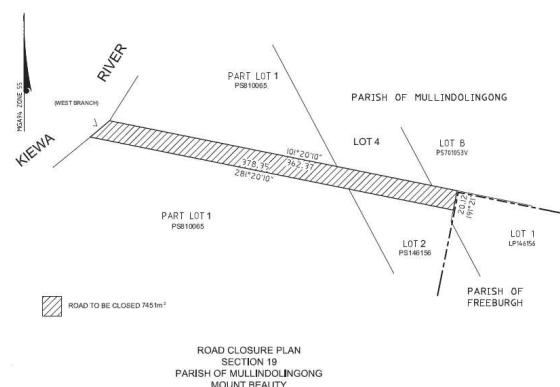 MGA94 ZONE 55
RIVER
(WEST BRANCH)
KIEWA
PART LOT 1
PS810065
PARISH OF MULLINDOLINGONG
LOT 4
LOT B
PS701053V
101°20'10"
378.35
362.37
281°20'10"
20.12
191°21'
PART LOT 1
PS810065
LOT 2
PS146156
LOT 1
LP146156
PARISH OF
FREEBURGH
ROAD TO BE CLOSED 7451m²
ROAD CLOSURE PLAN
SECTION 19
PARISH OF MULLINDOLINGONG
MOUNT BEAUTY